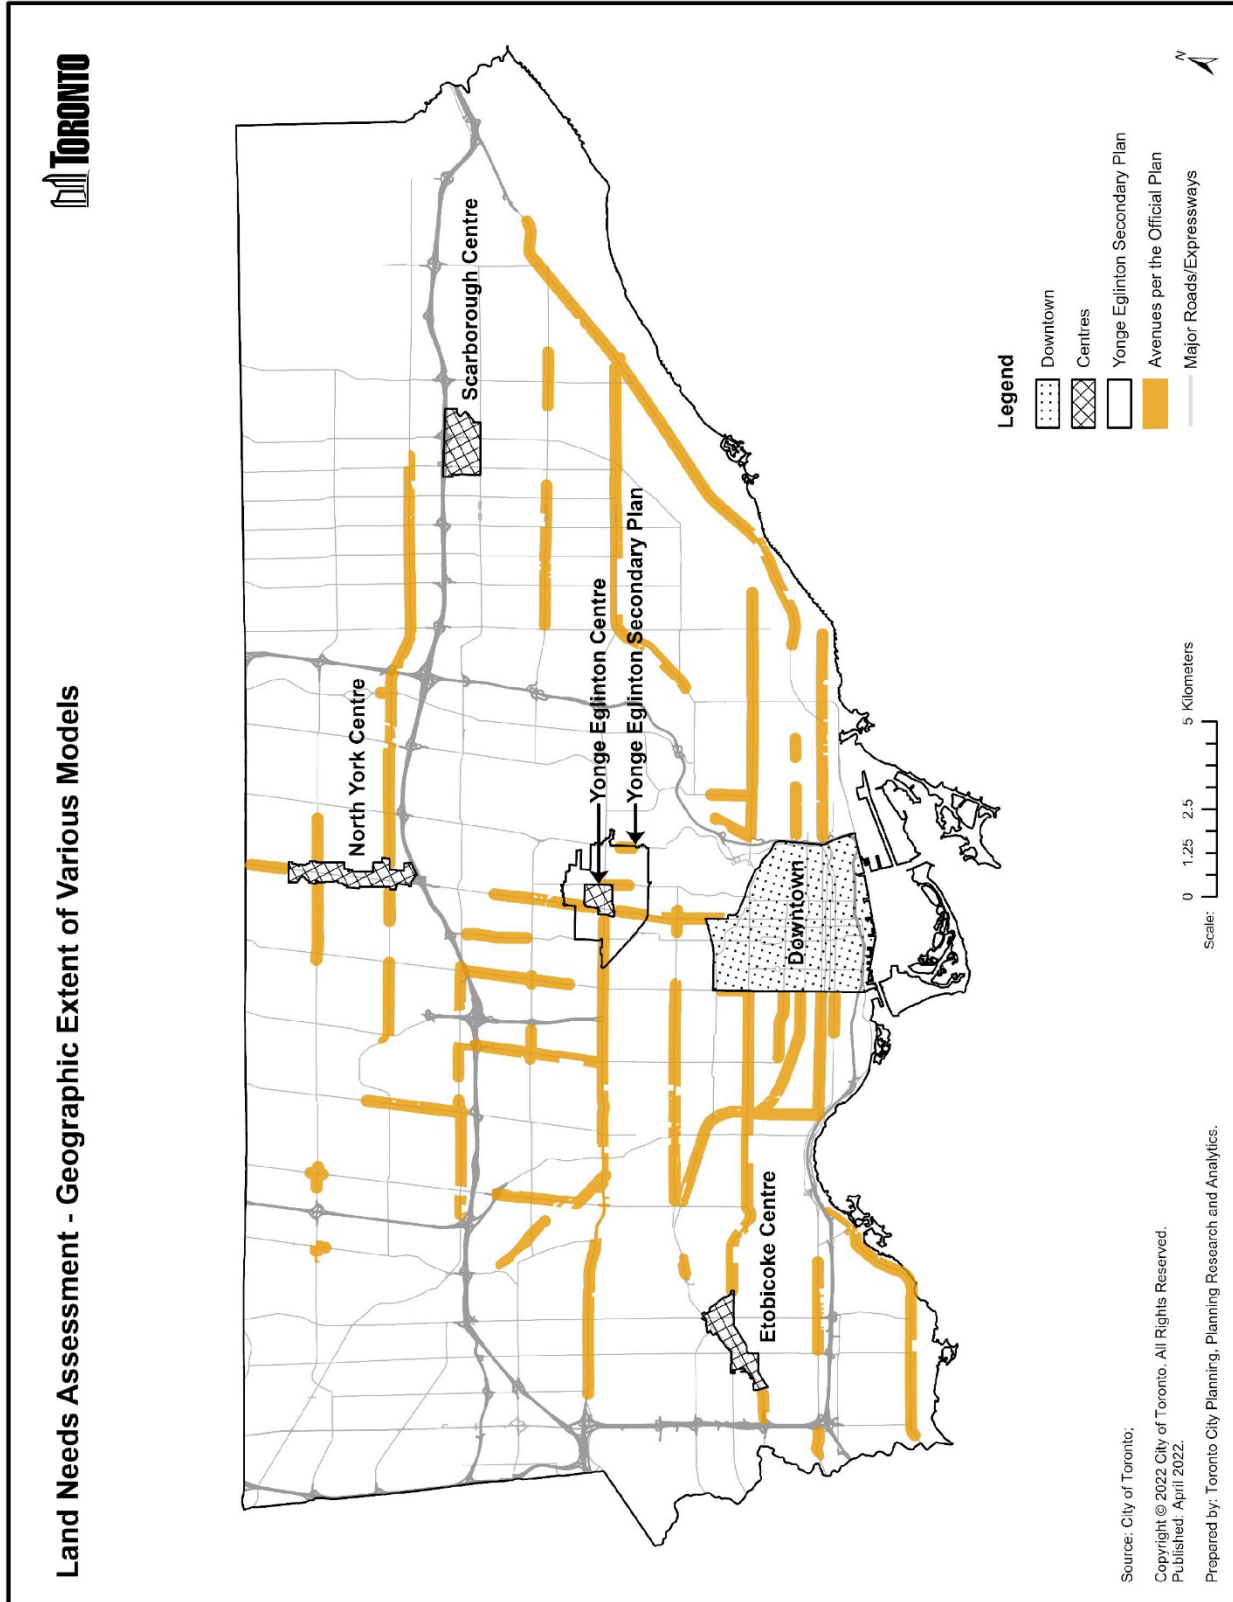 Land Needs Assessment - Geographic Extent of Various Models
TORONTO
North York Centre
Scarborough Centre
Yonge Eglinton Centre
Yonge Eglinton Secondary Plan
Downtown
Etobicoke Centre
Legend
Downtown
Centres
Yonge Eglinton Secondary Plan
Avenues per the Official Plan
Major Roads/Expressways
N
Scale:
0 1.25 2.5 5 Kilometers
Source: City of Toronto;
Copyright © 2022 City of Toronto. All Rights Reserved.
Published: April 2022.
Prepared by: Toronto City Planning, Planning Research and Analytics.